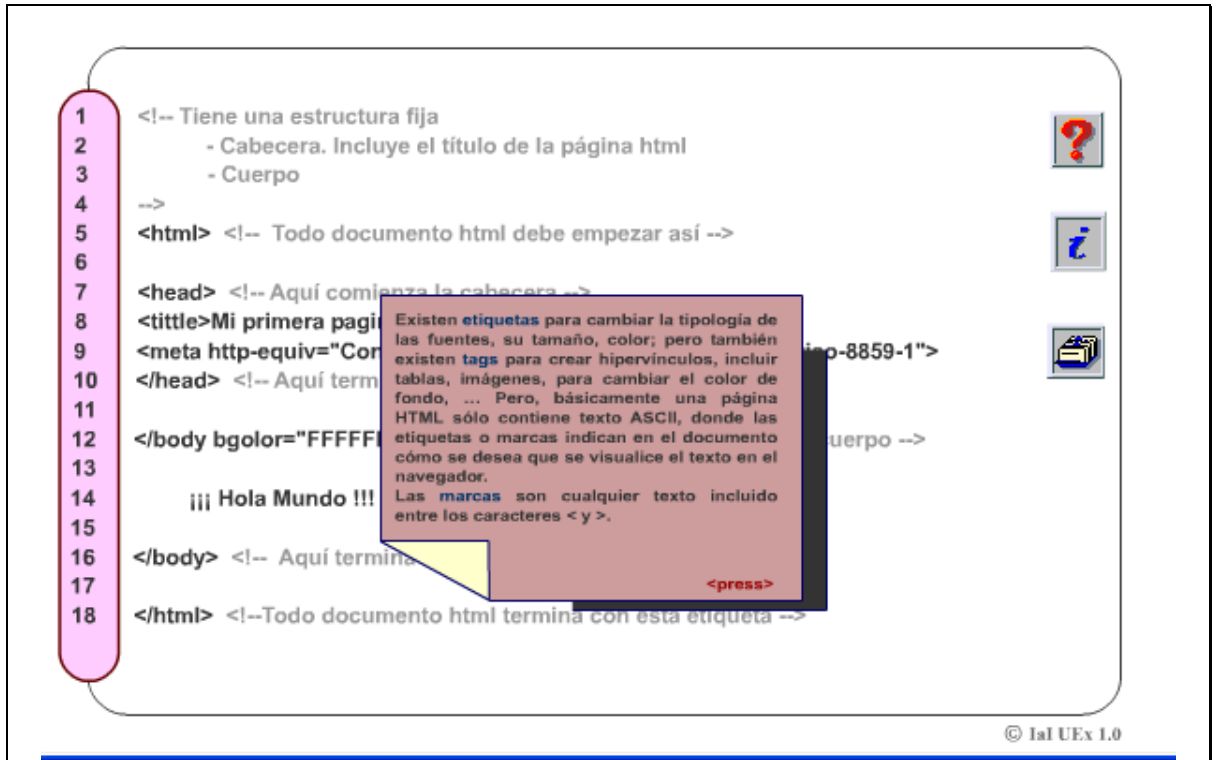 1 <!-- Tiene una estructura fija
2 - Cabecera. Incluye el título de la página html
3 - Cuerpo
4 -->
5 <html> <!-- Todo documento html debe empezar así -->
6
7 <head> <!-- Aquí comienza la cabecera -->
8 <tittle>Mi primera
9 <meta http-equiv= -8859-1">
10 </head> <!-- Aquí
11
12 </body bgolor= -->
13
14 ¡¡¡ Hola Mundo !!!
15
16 </body> <!-- Aquí termina
17
18 </html> <!--Todo documento html termina con esta etiqueta -->
Existen etiquetas para cambiar la tipología de
las fuentes, su tamaño, color; pero también
existen tags para crear hipervínculos, incluir
tablas, imágenes, para cambiar el color de
fondo, ... Pero, básicamente una página
HTML sólo contiene texto ASCII, donde las
etiquetas o marcas indican en el documento
cómo se desea que se visualice el texto en el
navegador.
Las marcas son cualquier texto incluido
entre los caracteres < y >.
<press>
? 
i
© IaI UEx 1.0